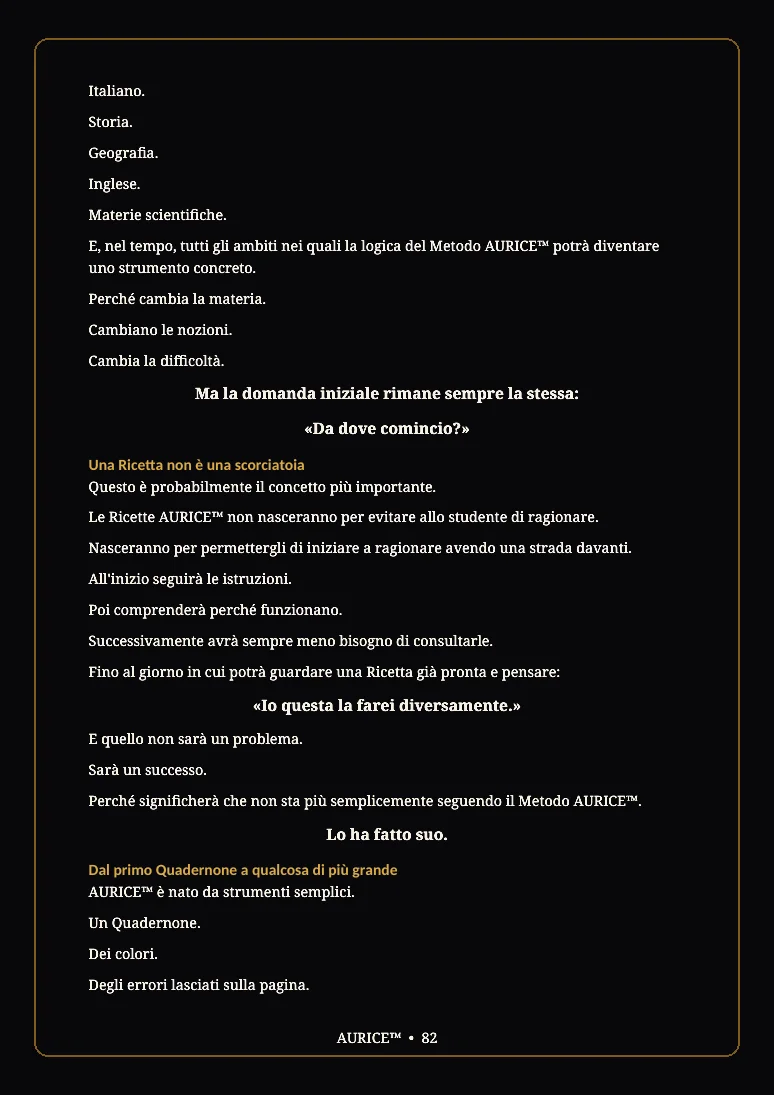 Italiano.
Storia.
Geografia.
Inglese.
Materie scientifiche.
E, nel tempo, tutti gli ambiti nei quali la logica del Metodo AURICE™ potrà diventare
uno strumento concreto.
Perché cambia la materia.
Cambiano le nozioni.
Cambia la difficoltà.
Ma la domanda iniziale rimane sempre la stessa:
«Da dove comincio?»
Una Ricetta non è una scorciatoia
Questo è probabilmente il concetto più importante.
Le Ricette AURICE™ non nasceranno per evitare allo studente di ragionare.
Nasceranno per permettergli di iniziare a ragionare avendo una strada davanti.
All'inizio seguirà le istruzioni.
Poi comprenderà perché funzionano.
Successivamente avrà sempre meno bisogno di consultarle.
Fino al giorno in cui potrà guardare una Ricetta già pronta e pensare:
«Io questa la farei diversamente.»
E quello non sarà un problema.
Sarà un successo.
Perché significherà che non sta più semplicemente seguendo il Metodo AURICE™.
Lo ha fatto suo.
Dal primo Quadernone a qualcosa di più grande
AURICE™ è nato da strumenti semplici.
Un Quadernone.
Dei colori.
Degli errori lasciati sulla pagina.
AURICE™ • 82